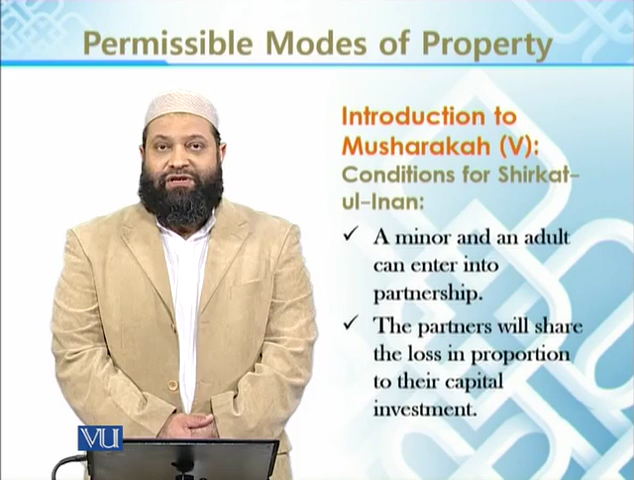 Permissible Modes of Property
Introduction to
Musharakah (V):
Conditions for Shirkat-
ul-Inan:
✓ A minor and an adult
can enter into
partnership.
✓ The partners will share
the loss in proportion
to their capital
investment.
VU